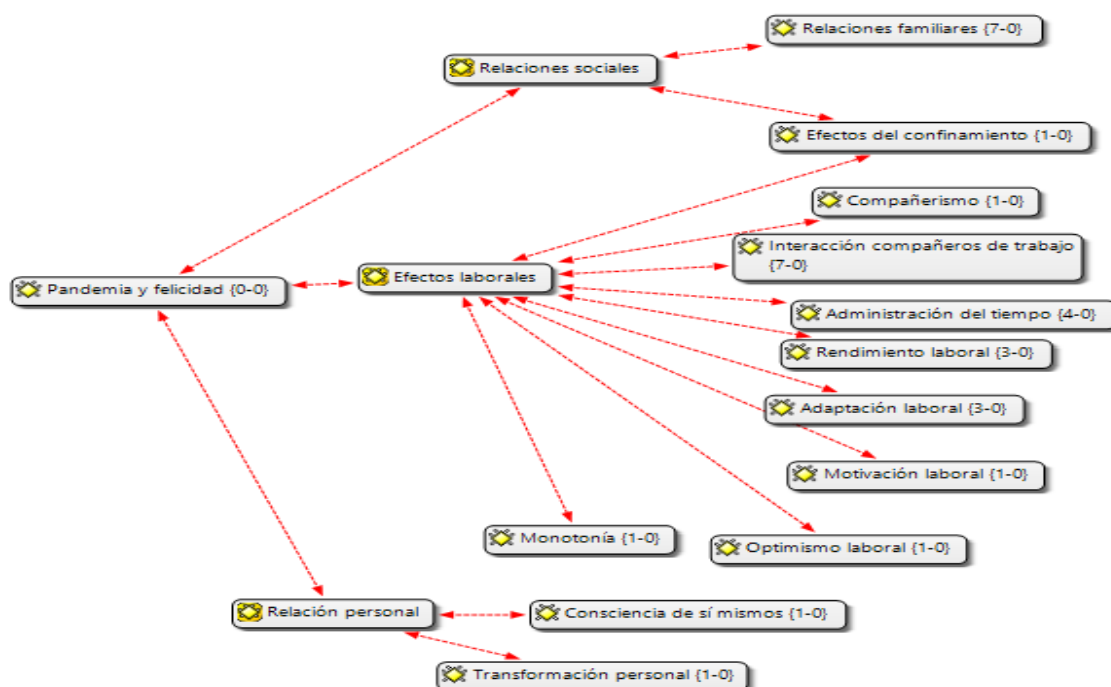 Relaciones familiares {7-0}
Relaciones sociales
Efectos del confinamiento {1-0}
Compañerismo {1-0}
Interacción compañeros de trabajo
{7-0}
Efectos laborales
Pandemia y felicidad {0-0}
Administración del tiempo {4-0}
Rendimiento laboral {3-0}
Adaptación laboral {3-0}
Motivación laboral {1-0}
Monotonía {1-0}
Optimismo laboral {1-0}
Relación personal
Consciencia de sí mismos {1-0}
Transformación personal {1-0}